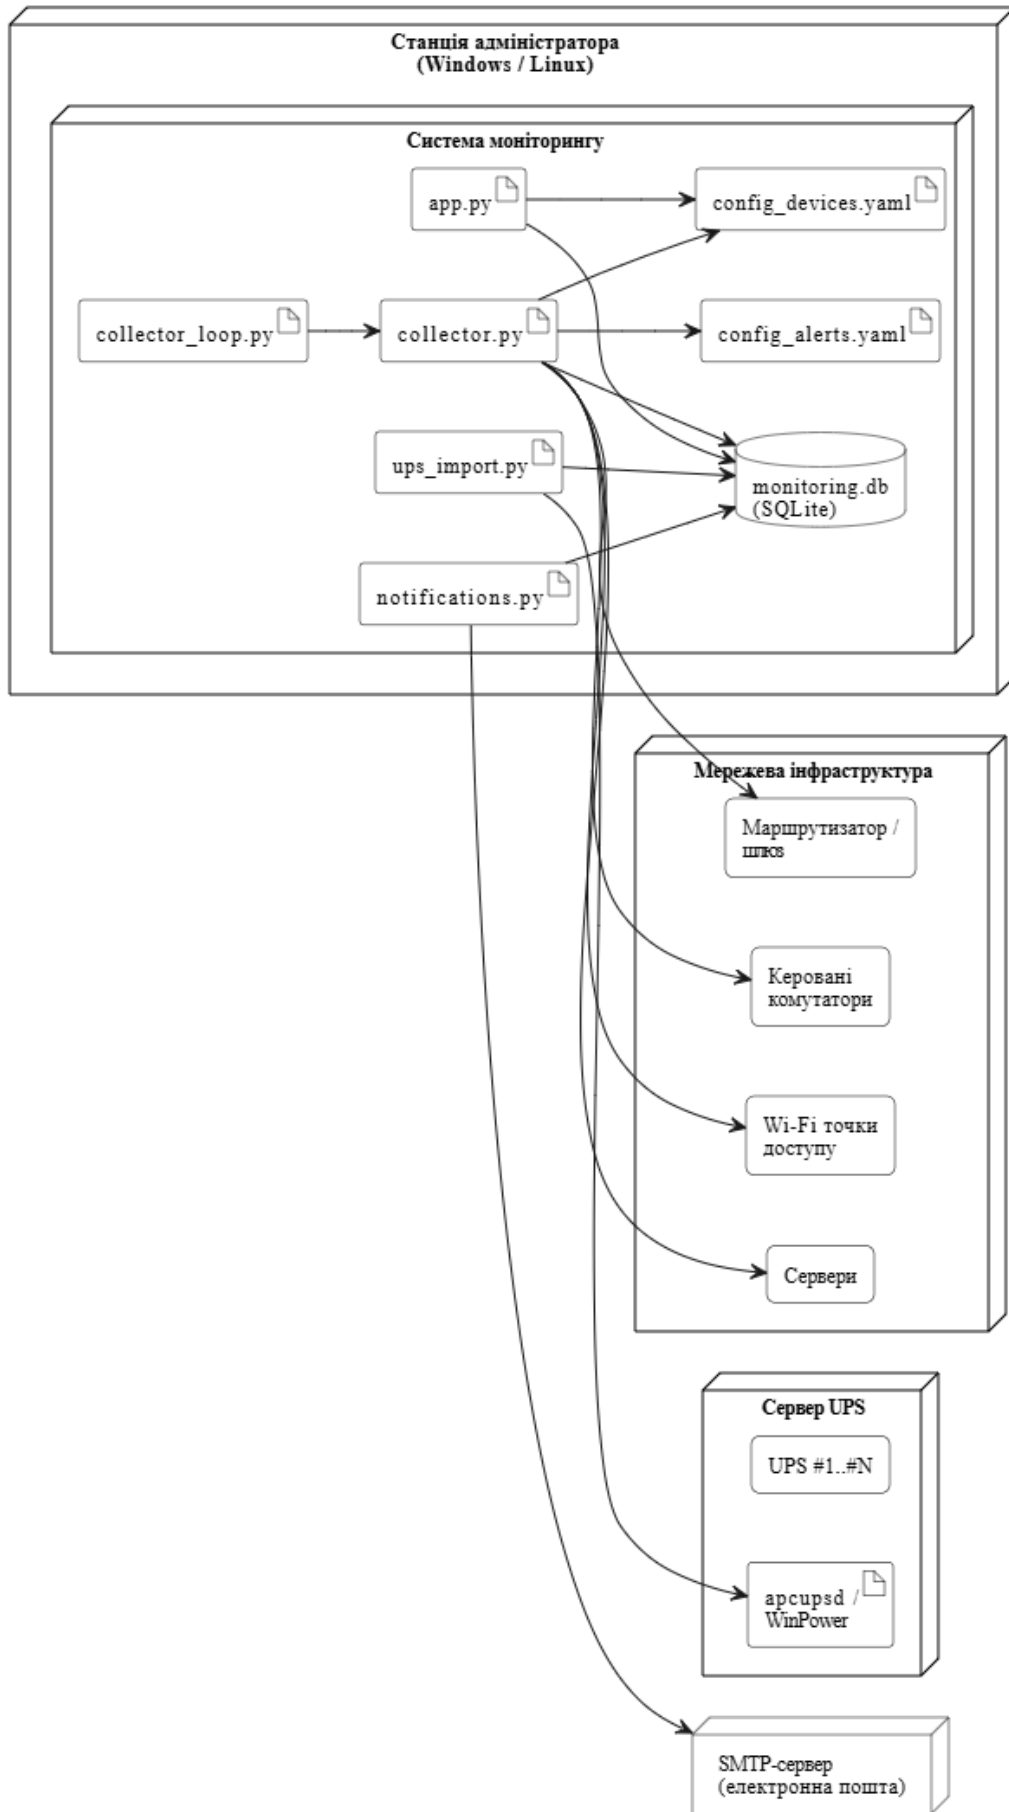 Станція адміністратора
(Windows / Linux)
Система моніторингу
app.py
config_devices.yaml
collector_loop.py
collector.py
config_alerts.yaml
ups_import.py
monitoring.db
(SQLite)
notifications.py
Мережева інфраструктура
Маршрутизатор /
шлюз
Керовані
комутатори
Wi-Fi точки
доступу
Сервери
Сервер UPS
UPS #1..#N
apcupsd /
WinPower
SMTP-сервер
(електронна пошта)